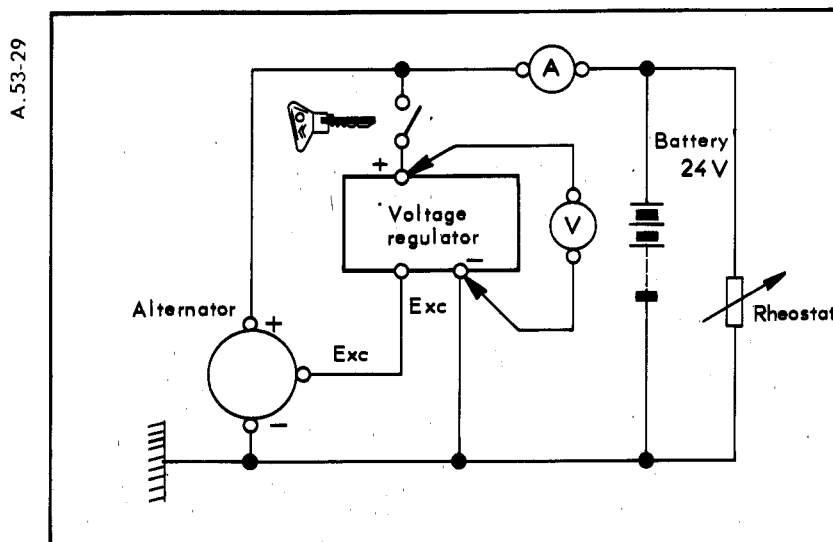 A.53-29
A
Battery
24V
+
Voltage
regulator
V
−
Exc
Alternator
+
Rheostat
Exc
−